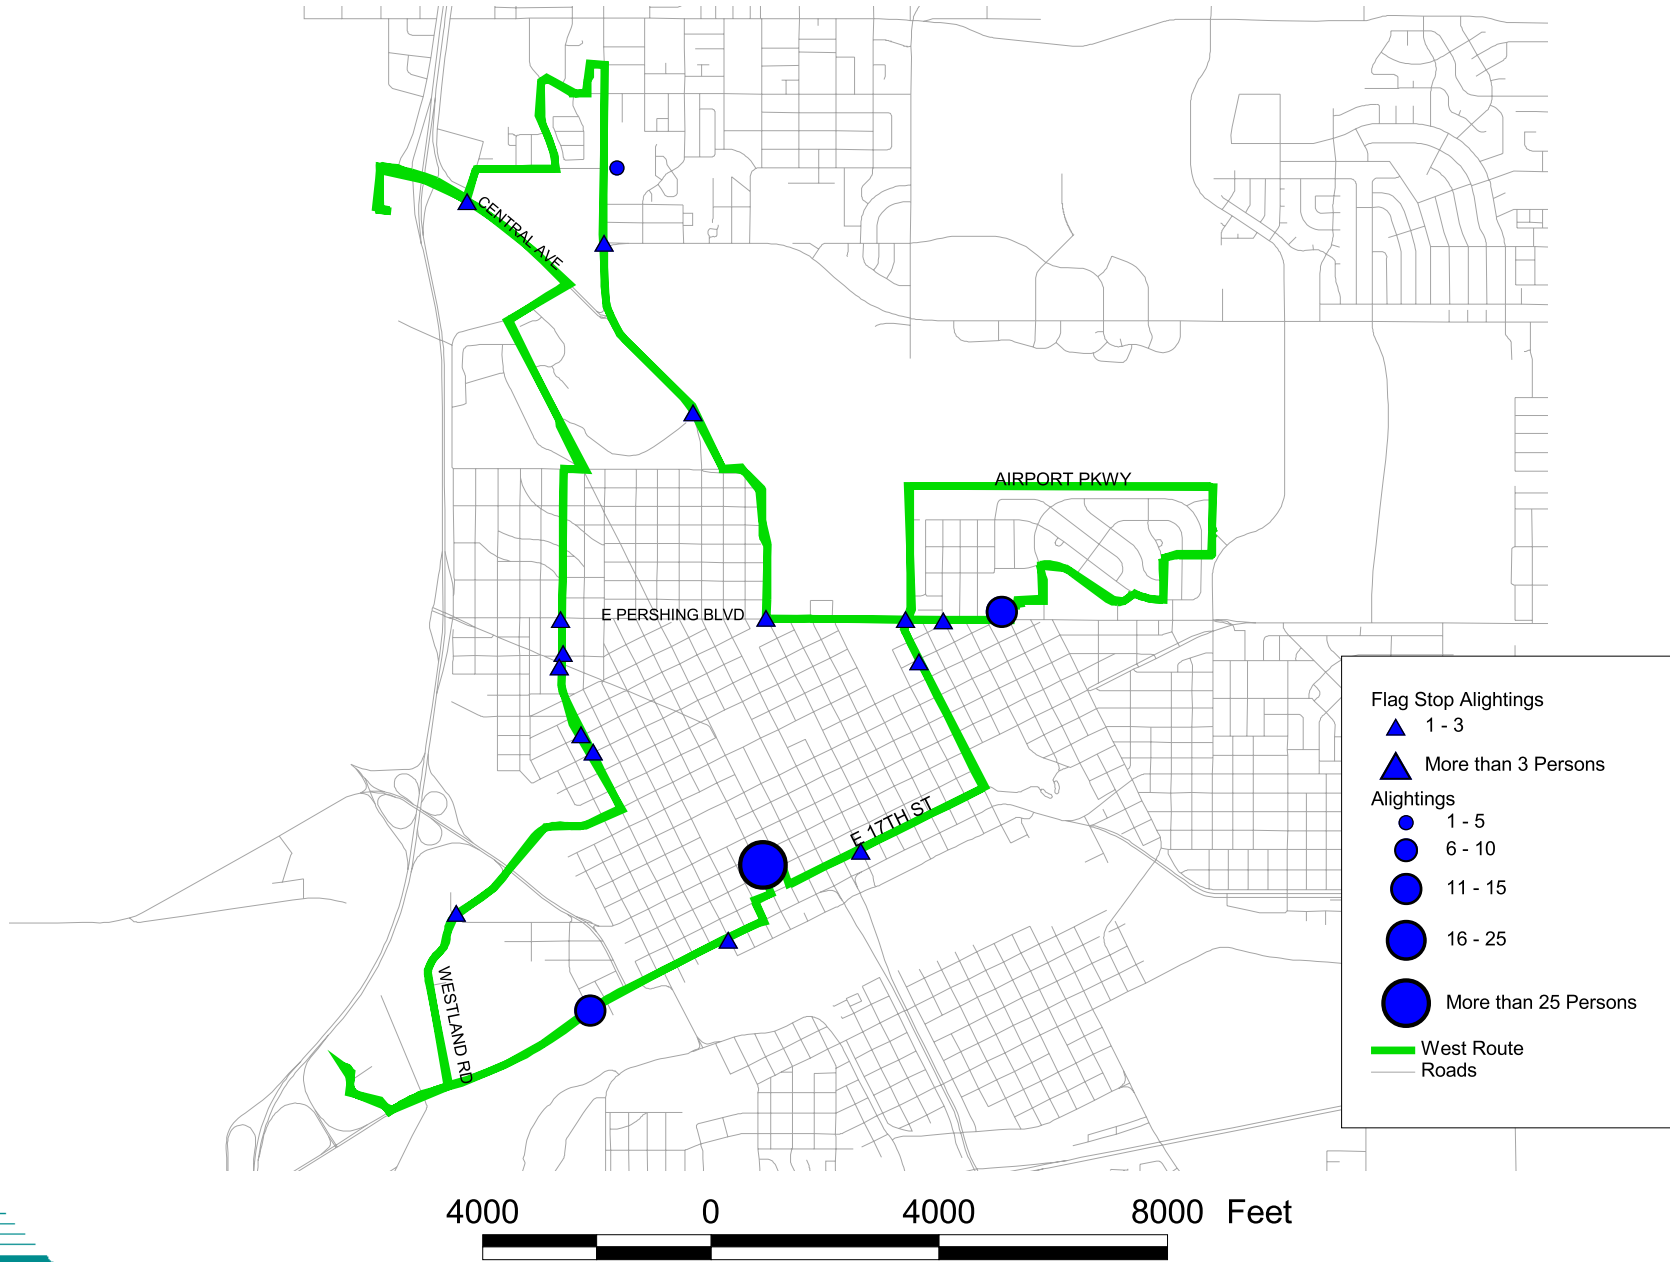 CENTRAL AVE
AIRPORT PKWY
E PERSHING BLVD
E 17TH ST
WESTLAND RD
Flag Stop Alightings
1 - 3
More than 3 Persons
Alightings
1 - 5
6 - 10
11 - 15
16 - 25
More than 25 Persons
West Route
Roads
4000 0 4000 8000 Feet